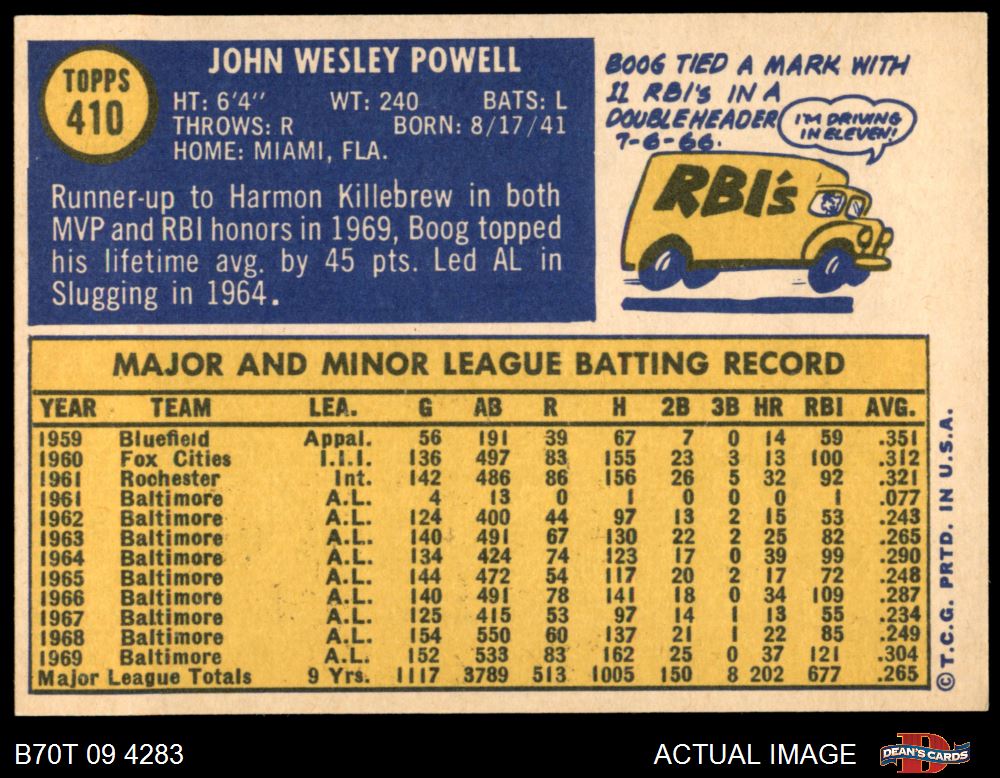 TOPPS
410
JOHN WESLEY POWELL
HT: 6'4" WT: 240 BATS: L
THROWS: R BORN: 8/17/41
HOME: MIAMI, FLA.
Runner-up to Harmon Killebrew in both
MVP and RBI honors in 1969, Boog topped
his lifetime avg. by 45 pts. Led AL in
Slugging in 1964.
BOOG TIED A MARK WITH
11 RBI'S IN A
DOUBLEHEADER
7-6-66.
I'M DRIVING
IN ELEVEN!
RBI's
MAJOR AND MINOR LEAGUE BATTING RECORD
YEAR TEAM LEA. G AB R H 2B 3B HR RBI AVG.
1959 Bluefield Appal. 56 191 39 67 7 0 14 59 .351
1960 Fox Cities I.I.I. 136 497 83 155 23 3 13 100 .312
1961 Rochester Int. 142 486 86 156 26 5 32 92 .321
1961 Baltimore A.L. 4 13 0 1 0 0 0 1 .077
1962 Baltimore A.L. 124 400 44 97 13 2 15 53 .243
1963 Baltimore A.L. 140 491 67 130 22 2 25 82 .265
1964 Baltimore A.L. 134 424 74 123 17 0 39 99 .290
1965 Baltimore A.L. 144 472 54 117 20 2 17 72 .248
1966 Baltimore A.L. 140 491 78 141 18 0 34 109 .287
1967 Baltimore A.L. 125 415 53 97 14 1 13 55 .234
1968 Baltimore A.L. 154 550 60 137 21 1 22 85 .249
1969 Baltimore A.L. 152 533 83 162 25 0 37 121 .304
Major League Totals 9 Yrs. 1117 3789 513 1005 150 8 202 677 .265
©T.C.G. PRTD. IN U.S.A.
B70T 09 4283
ACTUAL IMAGE
DEAN'S CARDS